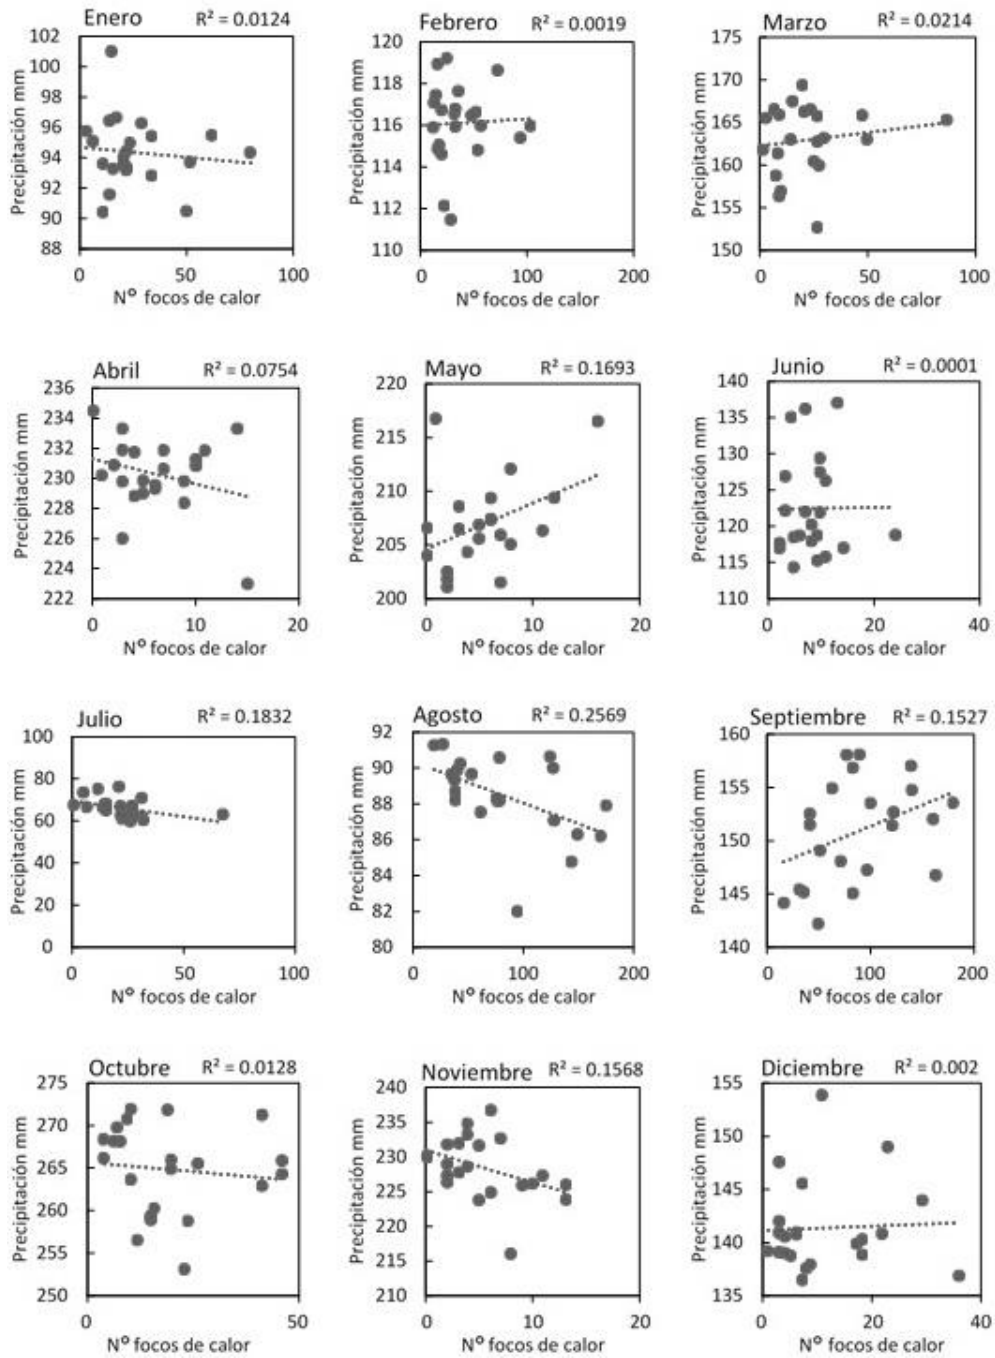 Enero R² = 0.0124
102
100
98
96
94
92
90
88
0 50 100
Precipitación mm
N° focos de calor
Febrero R² = 0.0019
120
118
116
114
112
110
0 100 200
Precipitación mm
N° focos de calor
Marzo R² = 0.0214
175
170
165
160
155
150
0 50 100
Precipitación mm
N° focos de calor
Abril R² = 0.0754
236
234
232
230
228
226
224
222
0 10 20
Precipitación mm
N° focos de calor
Mayo R² = 0.1693
220
215
210
205
200
0 10 20
Precipitación mm
N° focos de calor
Junio R² = 0.0001
140
135
130
125
120
115
110
0 20 40
Precipitación mm
N° focos de calor
Julio R² = 0.1832
100
80
60
40
20
0
0 50 100
Precipitación mm
N° focos de calor
Agosto R² = 0.2569
92
90
88
86
84
82
80
0 100 200
Precipitación mm
N° focos de calor
Septiembre R² = 0.1527
160
155
150
145
140
0 100 200
Precipitación mm
N° focos de calor
Octubre R² = 0.0128
275
270
265
260
255
250
0 50
Precipitación mm
N° focos de calor
Noviembre R² = 0.1568
240
235
230
225
220
215
210
0 10 20
Precipitación mm
N° focos de calor
Diciembre R² = 0.002
155
150
145
140
135
0 20 40
Precipitación mm
N° focos de calor